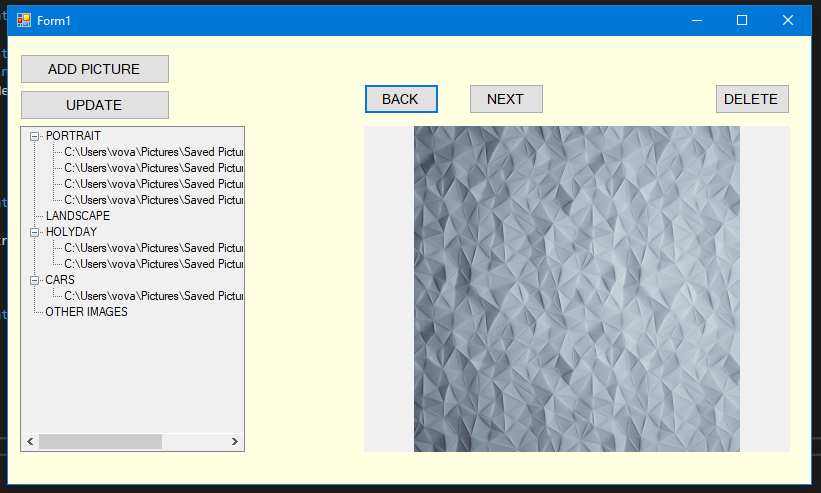 Form1
ADD PICTURE
UPDATE
BACK
NEXT
DELETE
PORTRAIT
C:\Users\vova\Pictures\Saved Pictur
C:\Users\vova\Pictures\Saved Pictur
C:\Users\vova\Pictures\Saved Pictur
C:\Users\vova\Pictures\Saved Pictur
LANDSCAPE
HOLYDAY
C:\Users\vova\Pictures\Saved Pictur
C:\Users\vova\Pictures\Saved Pictur
CARS
C:\Users\vova\Pictures\Saved Pictur
OTHER IMAGES